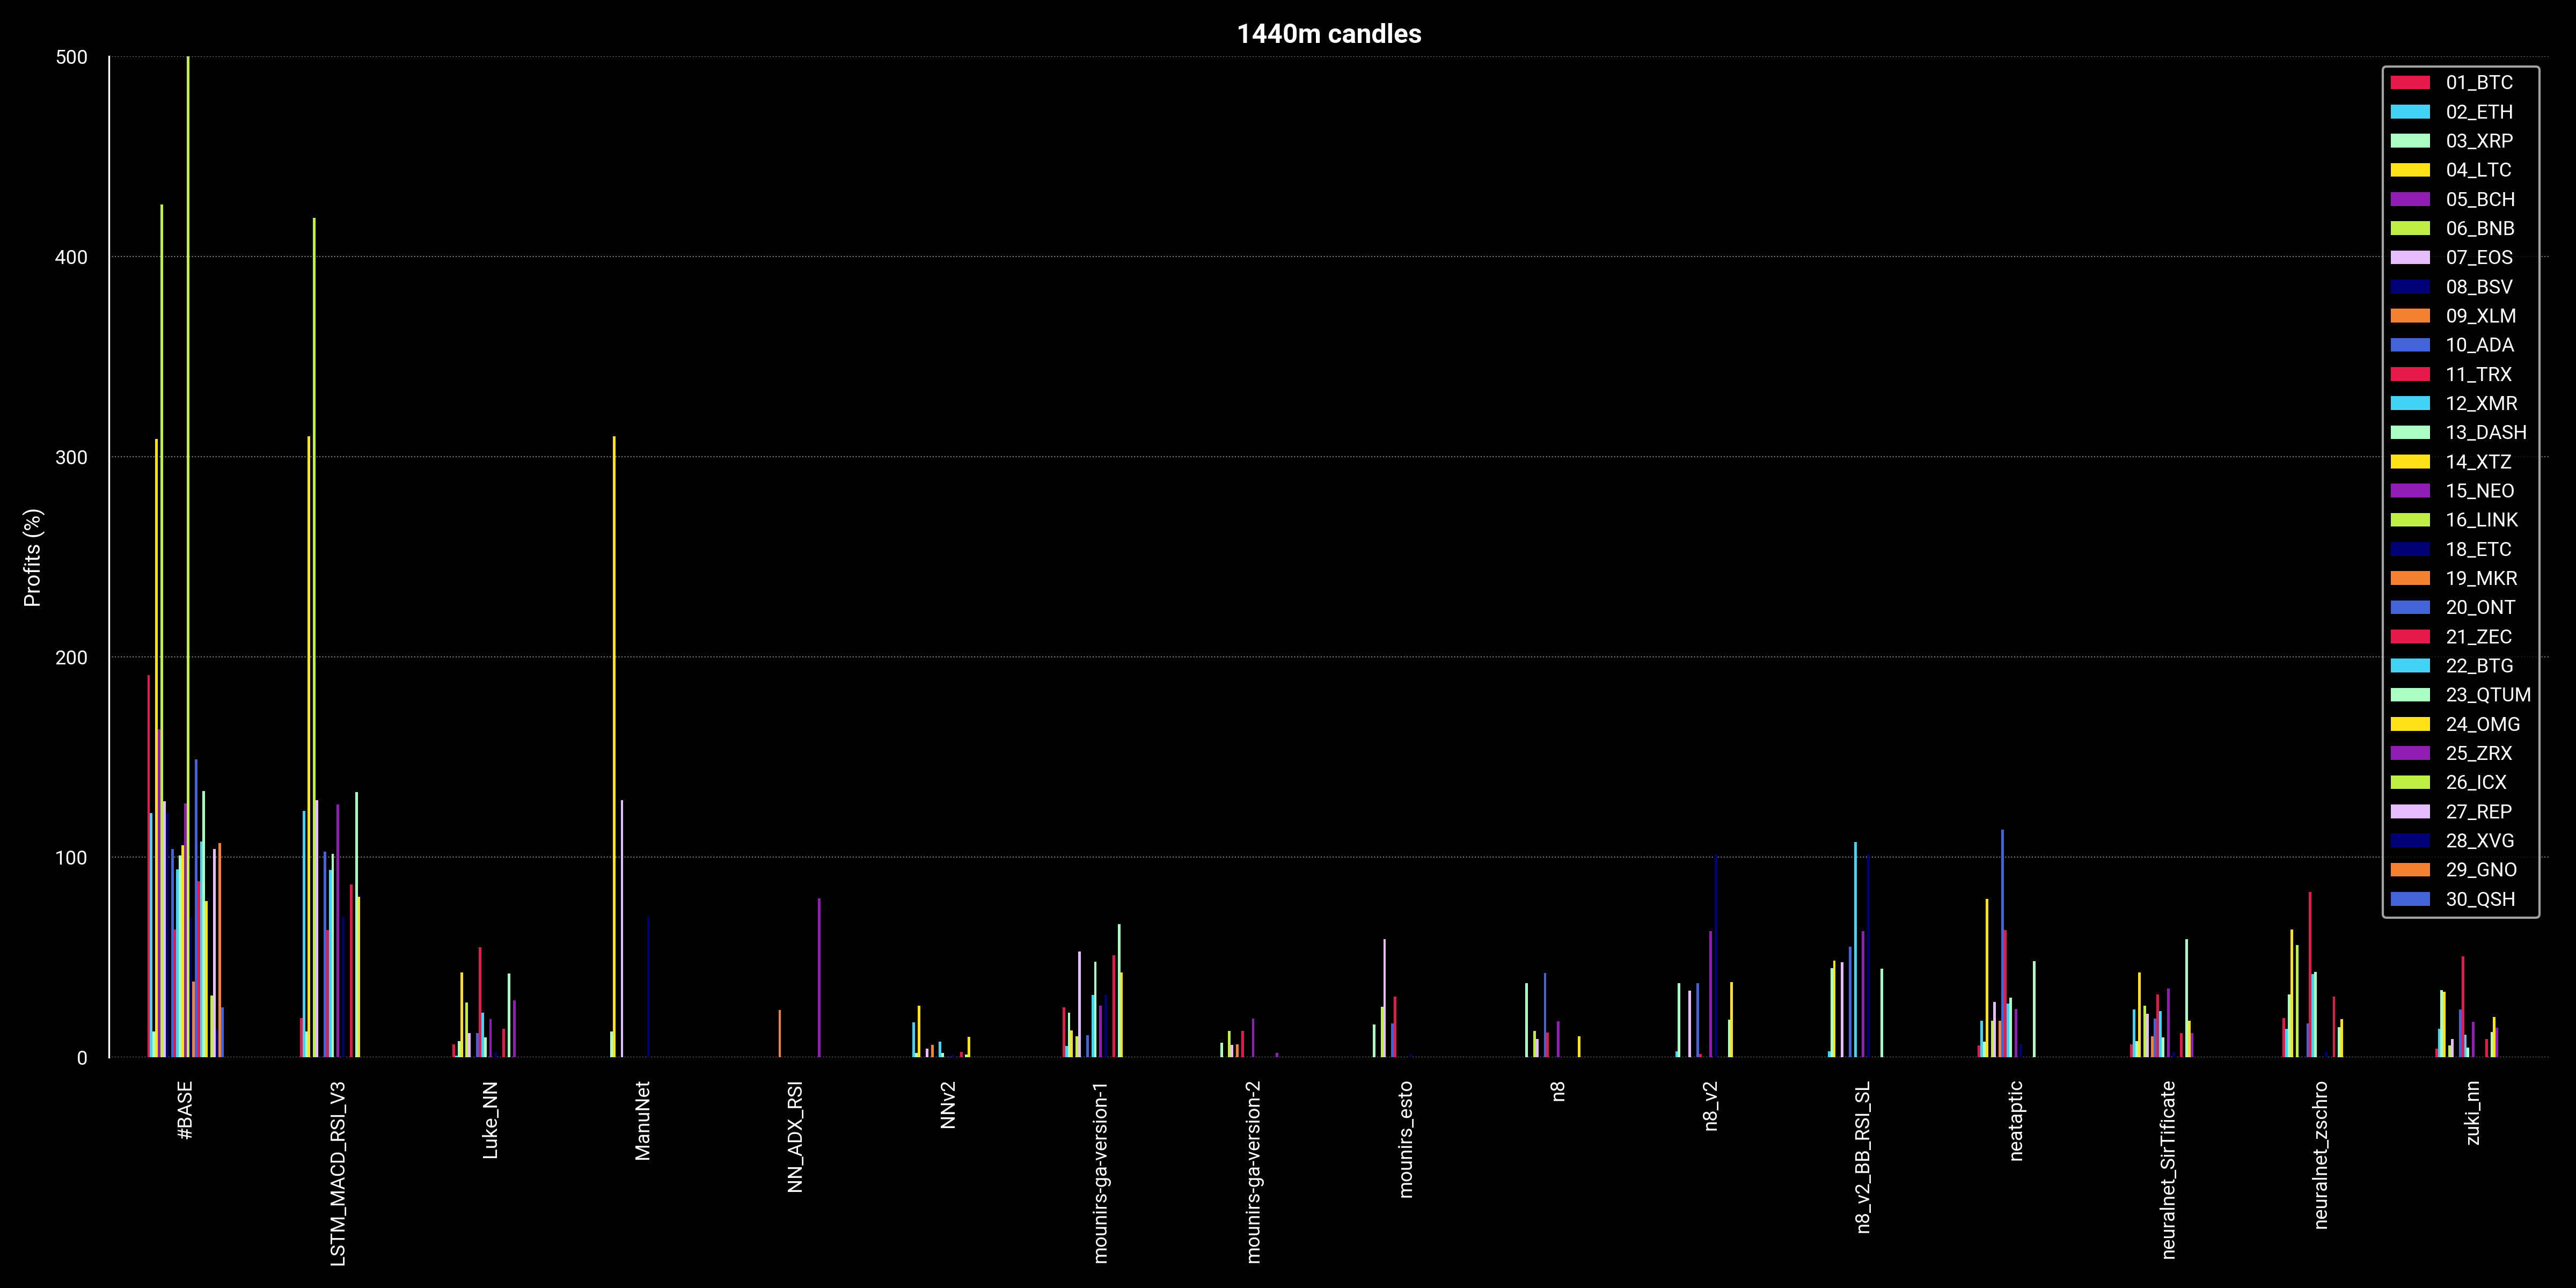 1440m candles
500
400
300
200
100
0
Profits (%)
01_BTC
02_ETH
03_XRP
04_LTC
05_BCH
06_BNB
07_EOS
08_BSV
09_XLM
10_ADA
11_TRX
12_XMR
13_DASH
14_XTZ
15_NEO
16_LINK
18_ETC
19_MKR
20_ONT
21_ZEC
22_BTG
23_QTUM
24_OMG
25_ZRX
26_ICX
27_REP
28_XVG
29_GNO
30_QSH
#BASE
LSTM_MACD_RSI_V3
Luke_NN
ManuNet
NN_ADX_RSI
NNv2
mounirs-ga-version-1
mounirs-ga-version-2
mounirs_esto
n8
n8_v2
n8_v2_BB_RSI_SL
neataptic
neuralnet_SirTificate
neuralnet_zschro
zuki_nn